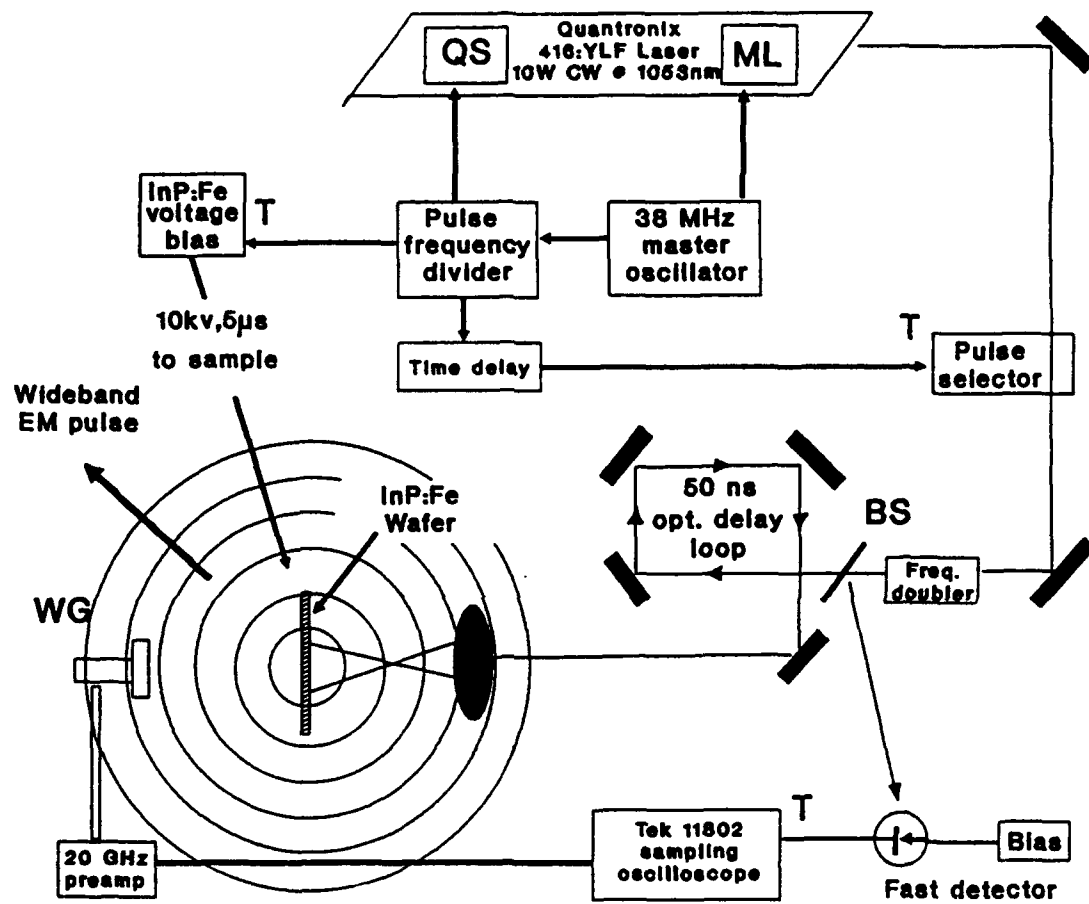 Quantronix
416:YLF Laser
10W CW @ 1053nm
QS
ML
InP:Fe
voltage
bias
T
Pulse
frequency
divider
38 MHz
master
oscillator
10kv,5µs
to sample
Time delay
T
Pulse
selector
Wideband
EM pulse
InP:Fe
Wafer
50 ns
opt. delay
loop
BS
Freq.
doubler
WG
T
Tek 11802
sampling
oscilloscope
Bias
20 GHz
preamp
Fast detector